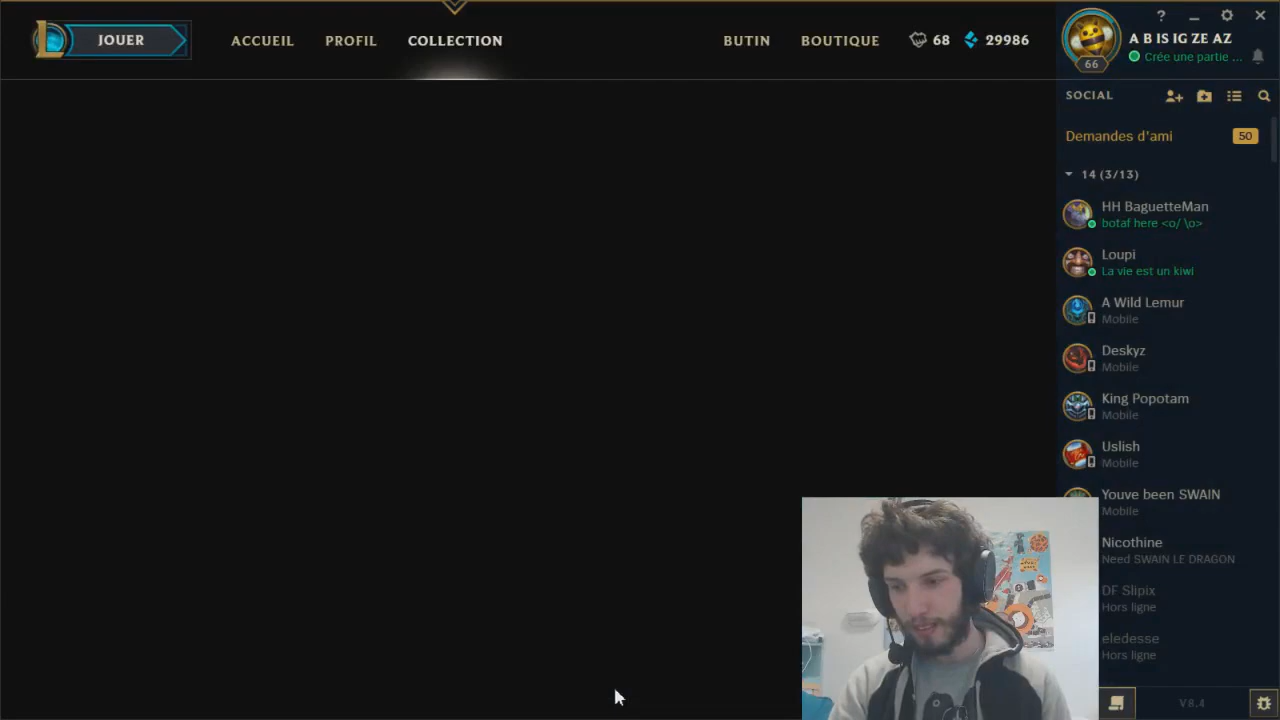 JOUER
ACCUEIL
PROFIL
COLLECTION
BUTIN
BOUTIQUE
68
29986
?
66
A B IS IG ZE AZ
Crée une partie ...
SOCIAL
Demandes d'ami
50
14 (3/13)
HH BaguetteMan
botaf here <o/ \o>
Loupi
La vie est un kiwi
A Wild Lemur
Mobile
Deskyz
Mobile
King Popotam
Mobile
Uslish
Mobile
Youve been SWAIN
Mobile
Nicothine
Need SWAIN LE DRAGON
DF Slipix
Hors ligne
eledesse
Hors ligne
V8.4